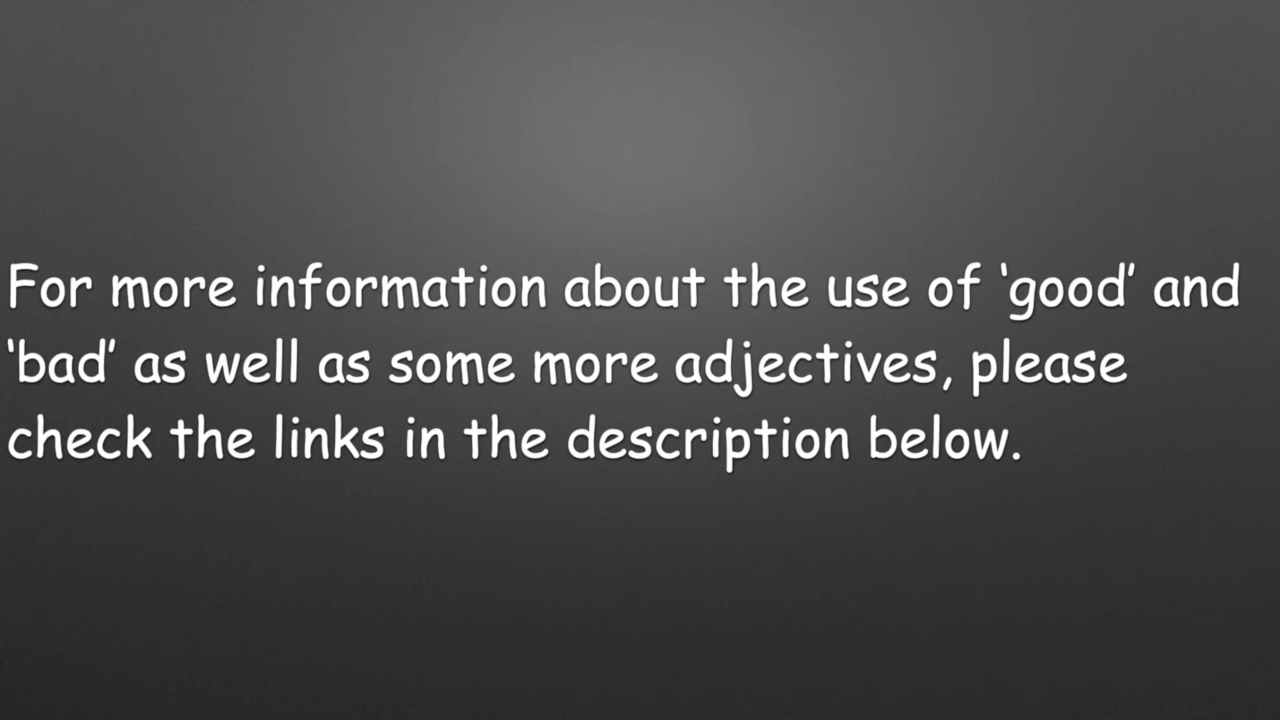 For more information about the use of ‘good’ and
‘bad’ as well as some more adjectives, please
check the links in the description below.